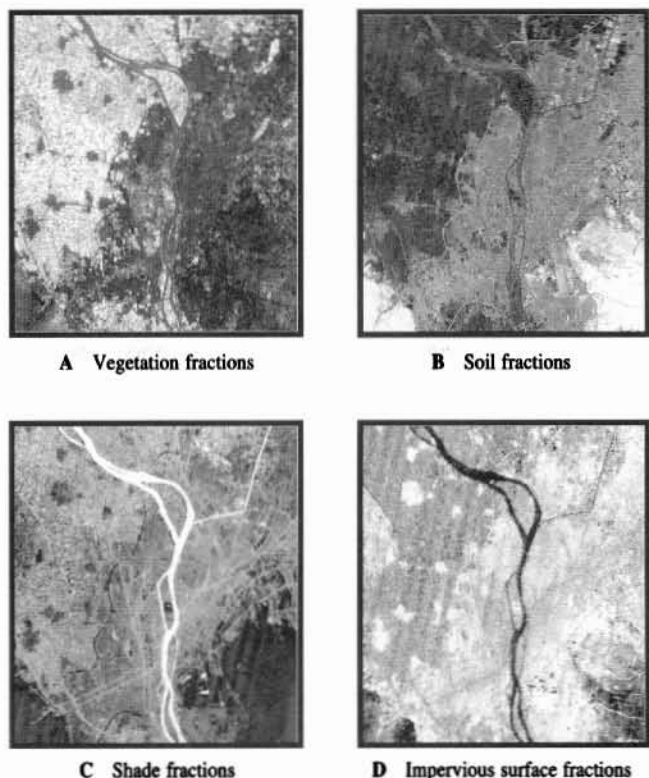 A Vegetation fractions
B Soil fractions
C Shade fractions
D Impervious surface fractions